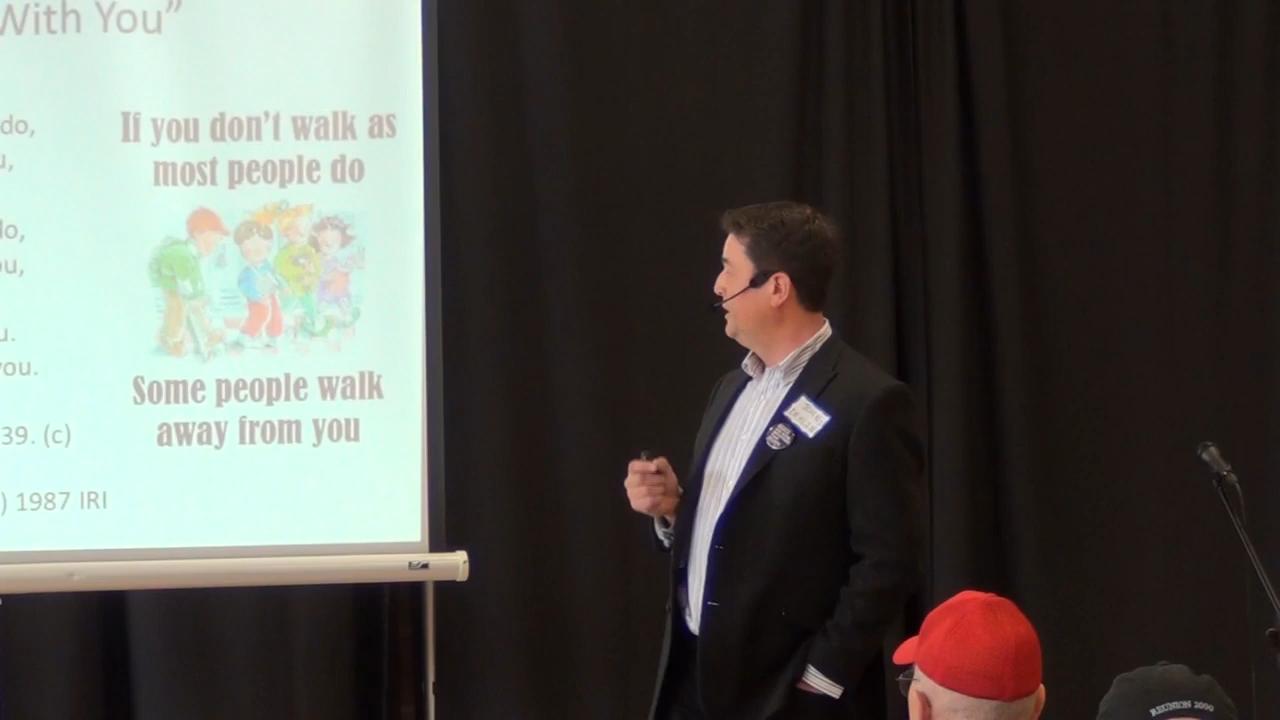 With You”
do,
u,
do,
ou,
u.
you.
39. (c)
) 1987 IRI
If you don't walk as
most people do
Some people walk
away from you
REUNION 2000